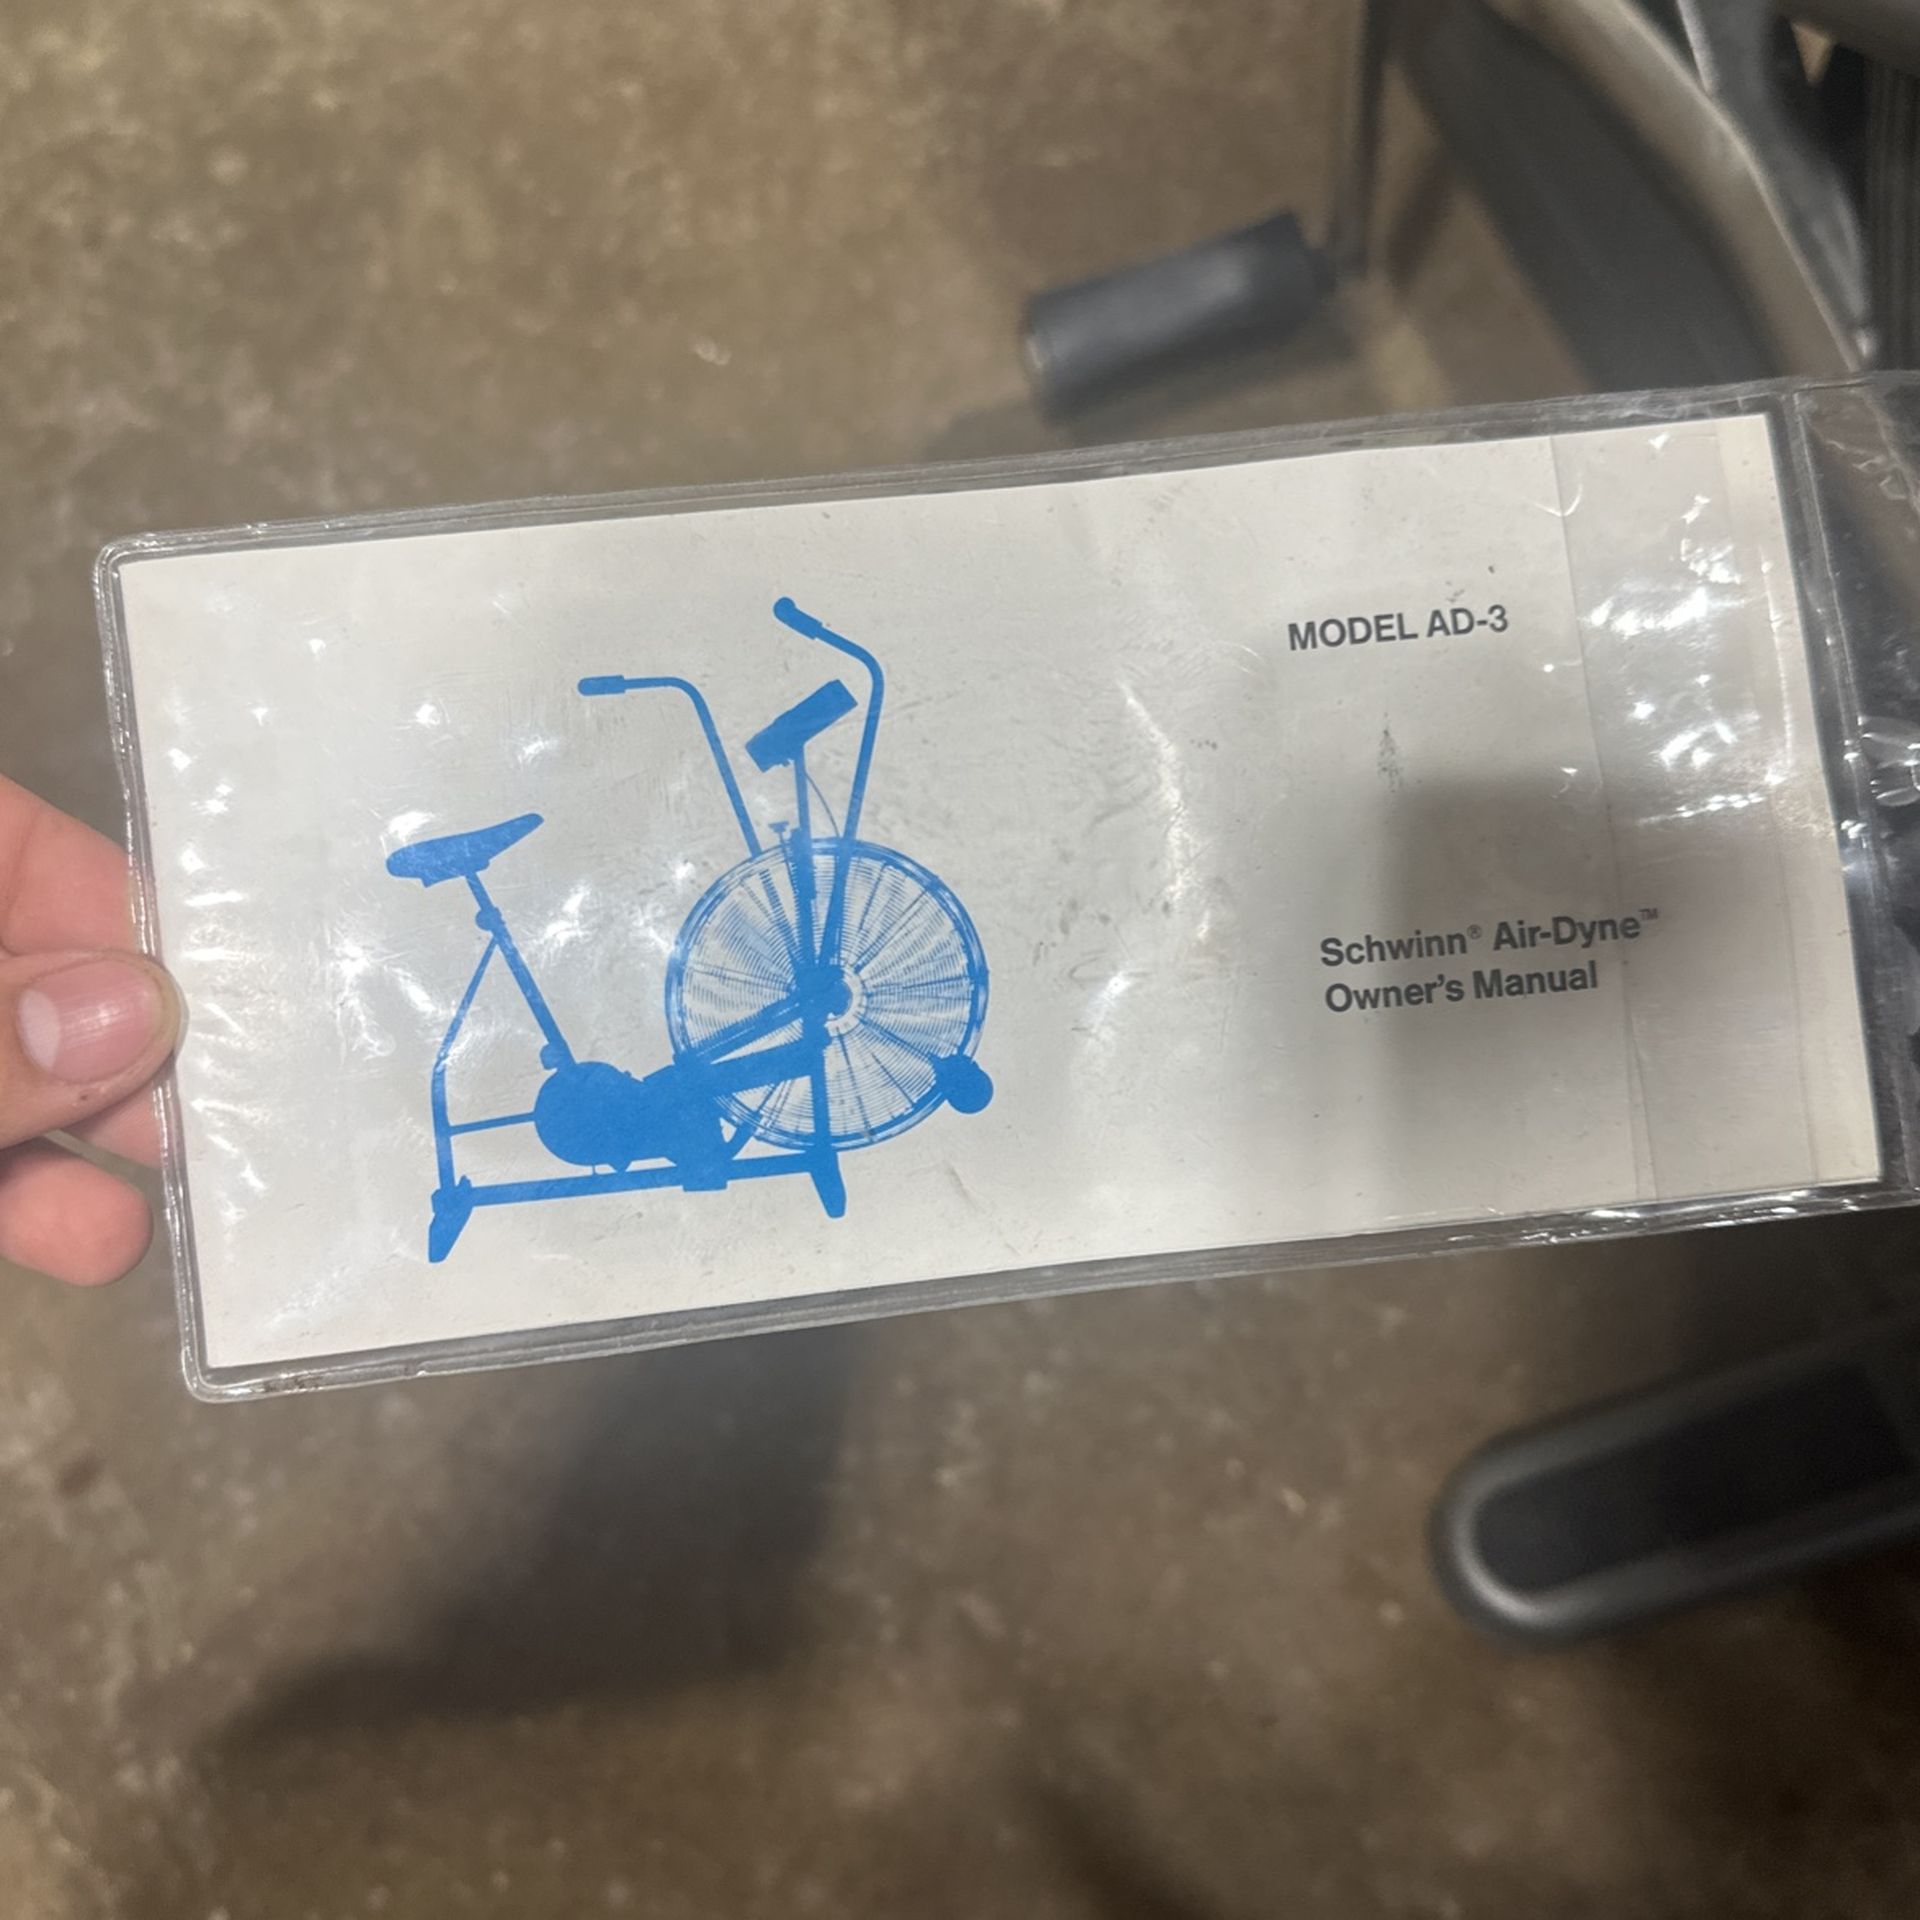 MODEL AD-3
Schwinn® Air-Dyne™
Owner's Manual